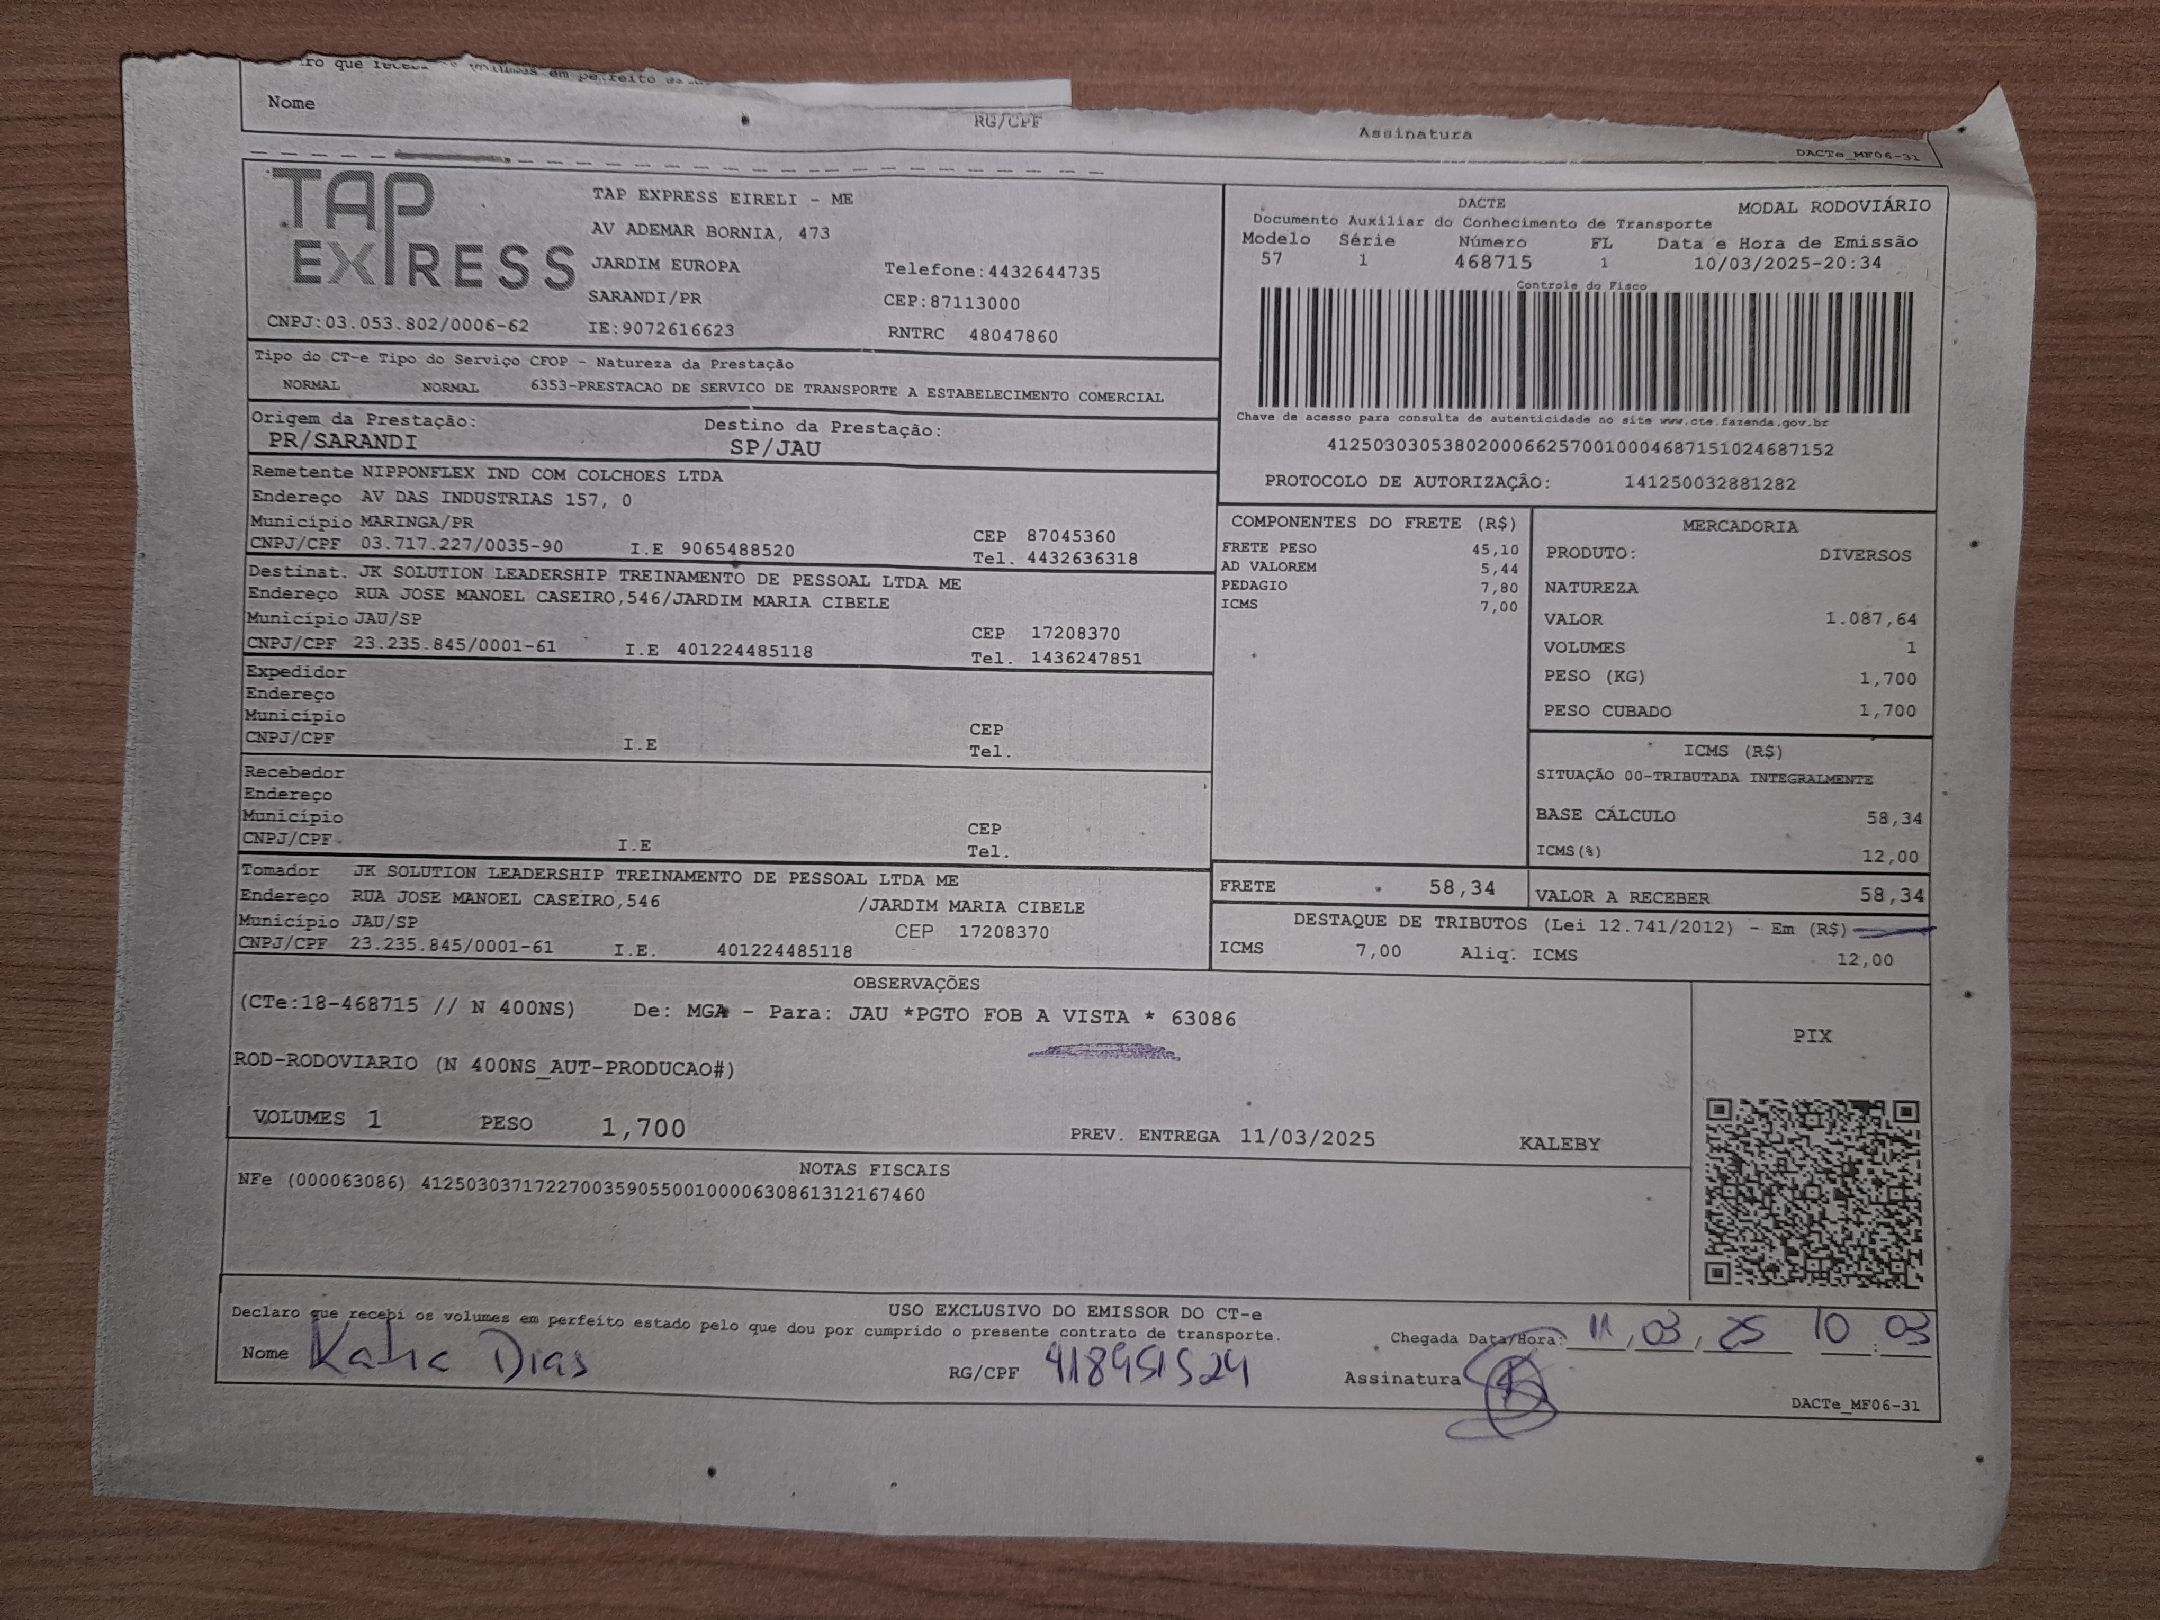 Nome RG/CPF Assinatura
DACTe_MF06-31
TAP EXPRESS
TAP EXPRESS EIRELI - ME
AV ADEMAR BORNIA, 473
JARDIM EUROPA Telefone:4432644735
SARANDI/PR CEP:87113000
CNPJ:03.053.802/0006-62 IE:9072616623 RNTRC 48047860
DACTE MODAL RODOVIÁRIO
Documento Auxiliar do Conhecimento de Transporte
Modelo Série Número FL Data e Hora de Emissão
57 1 468715 1 10/03/2025-20:34
Controle do Fisco
Chave de acesso para consulta de autenticidade no site www.cte.fazenda.gov.br
41250303053802000662570010004687151024687152
PROTOCOLO DE AUTORIZAÇÃO: 141250032881282
Tipo do CT-e Tipo do Serviço CFOP - Natureza da Prestação
NORMAL NORMAL 6353-PRESTACAO DE SERVICO DE TRANSPORTE A ESTABELECIMENTO COMERCIAL
Origem da Prestação: Destino da Prestação:
PR/SARANDI SP/JAU
Remetente NIPPONFLEX IND COM COLCHOES LTDA
Endereço AV DAS INDUSTRIAS 157, 0
Município MARINGA/PR CEP 87045360
CNPJ/CPF 03.717.227/0035-90 I.E 9065488520 Tel. 4432636318
Destinat. JK SOLUTION LEADERSHIP TREINAMENTO DE PESSOAL LTDA ME
Endereço RUA JOSE MANOEL CASEIRO,546/JARDIM MARIA CIBELE
Município JAU/SP CEP 17208370
CNPJ/CPF 23.235.845/0001-61 I.E 401224485118 Tel. 1436247851
Expedidor
Endereço
Município CEP
CNPJ/CPF I.E Tel.
Recebedor
Endereço
Município CEP
CNPJ/CPF I.E Tel.
Tomador JK SOLUTION LEADERSHIP TREINAMENTO DE PESSOAL LTDA ME
Endereço RUA JOSE MANOEL CASEIRO,546 /JARDIM MARIA CIBELE
Município JAU/SP CEP 17208370
CNPJ/CPF 23.235.845/0001-61 I.E. 401224485118
COMPONENTES DO FRETE (R$)
FRETE PESO 45,10
AD VALOREM 5,44
PEDAGIO 7,80
ICMS 7,00
MERCADORIA
PRODUTO: DIVERSOS
NATUREZA
VALOR 1.087,64
VOLUMES 1
PESO (KG) 1,700
PESO CUBADO 1,700
ICMS (R$)
SITUAÇÃO 00-TRIBUTADA INTEGRALMENTE
BASE CÁLCULO 58,34
ICMS(%) 12,00
FRETE 58,34 VALOR A RECEBER 58,34
DESTAQUE DE TRIBUTOS (Lei 12.741/2012) - Em (R$)
ICMS 7,00 Aliq. ICMS 12,00
OBSERVAÇÕES
(CTe:18-468715 // N 400NS) De: MGA - Para: JAU *PGTO FOB A VISTA * 63086
ROD-RODOVIARIO (N 400NS_AUT-PRODUCAO#)
VOLUMES 1 PESO 1,700 PREV. ENTREGA 11/03/2025 KALEBY
PIX
NOTAS FISCAIS
NFe (000063086) 41250303717227003590550010000630861312167460
USO EXCLUSIVO DO EMISSOR DO CT-e
Declaro que recebi os volumes em perfeito estado pelo que dou por cumprido o presente contrato de transporte.
Chegada Data/Hora: 11,03,25 10:03
Nome Katic Dias RG/CPF 418951524 Assinatura
DACTe_MF06-31